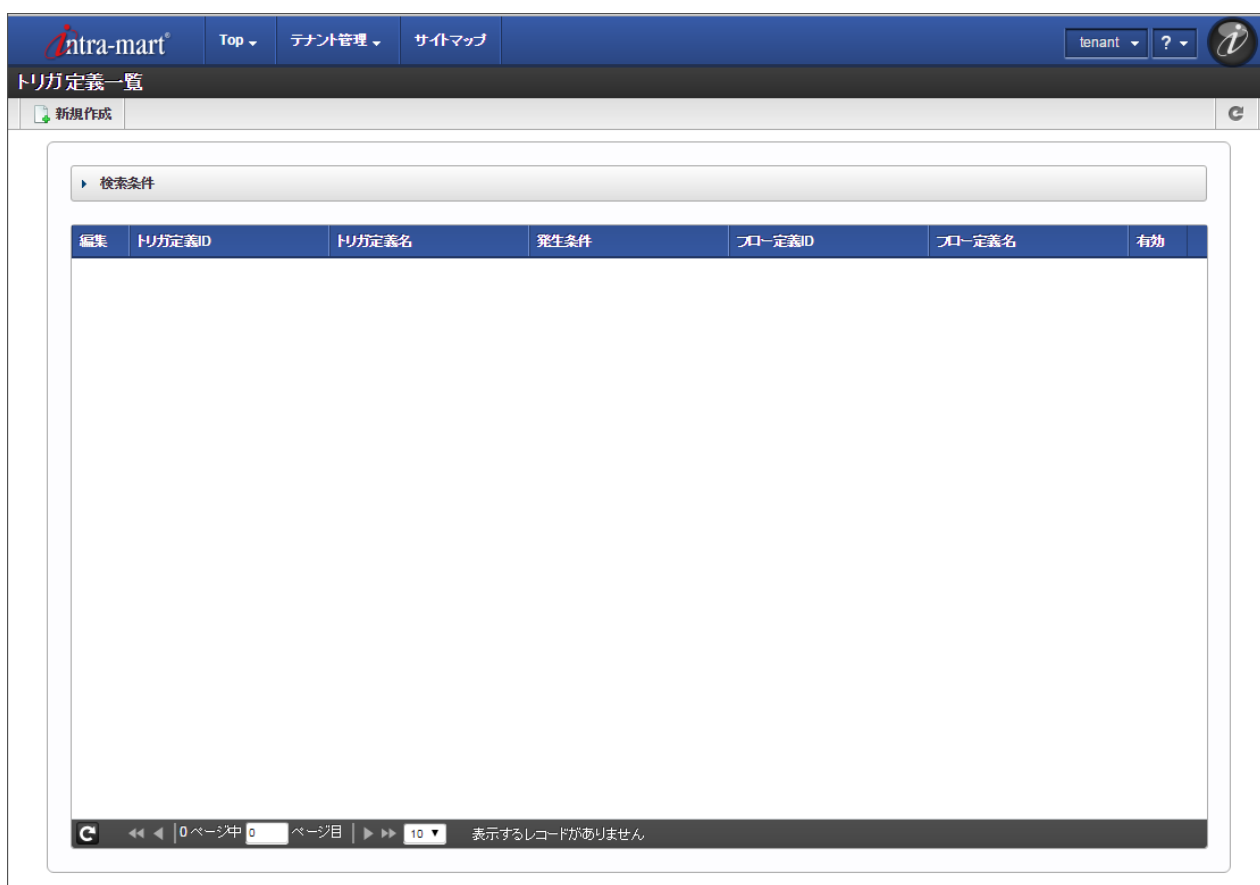 intra-mart® Top テナント管理 サイトマップ tenant ?
トリガ定義一覧
新規作成
検索条件
編集 トリガ定義ID トリガ定義名 発生条件 フロー定義ID フロー定義名 有効
0 ページ中 0 ページ目 10 表示するレコードがありません